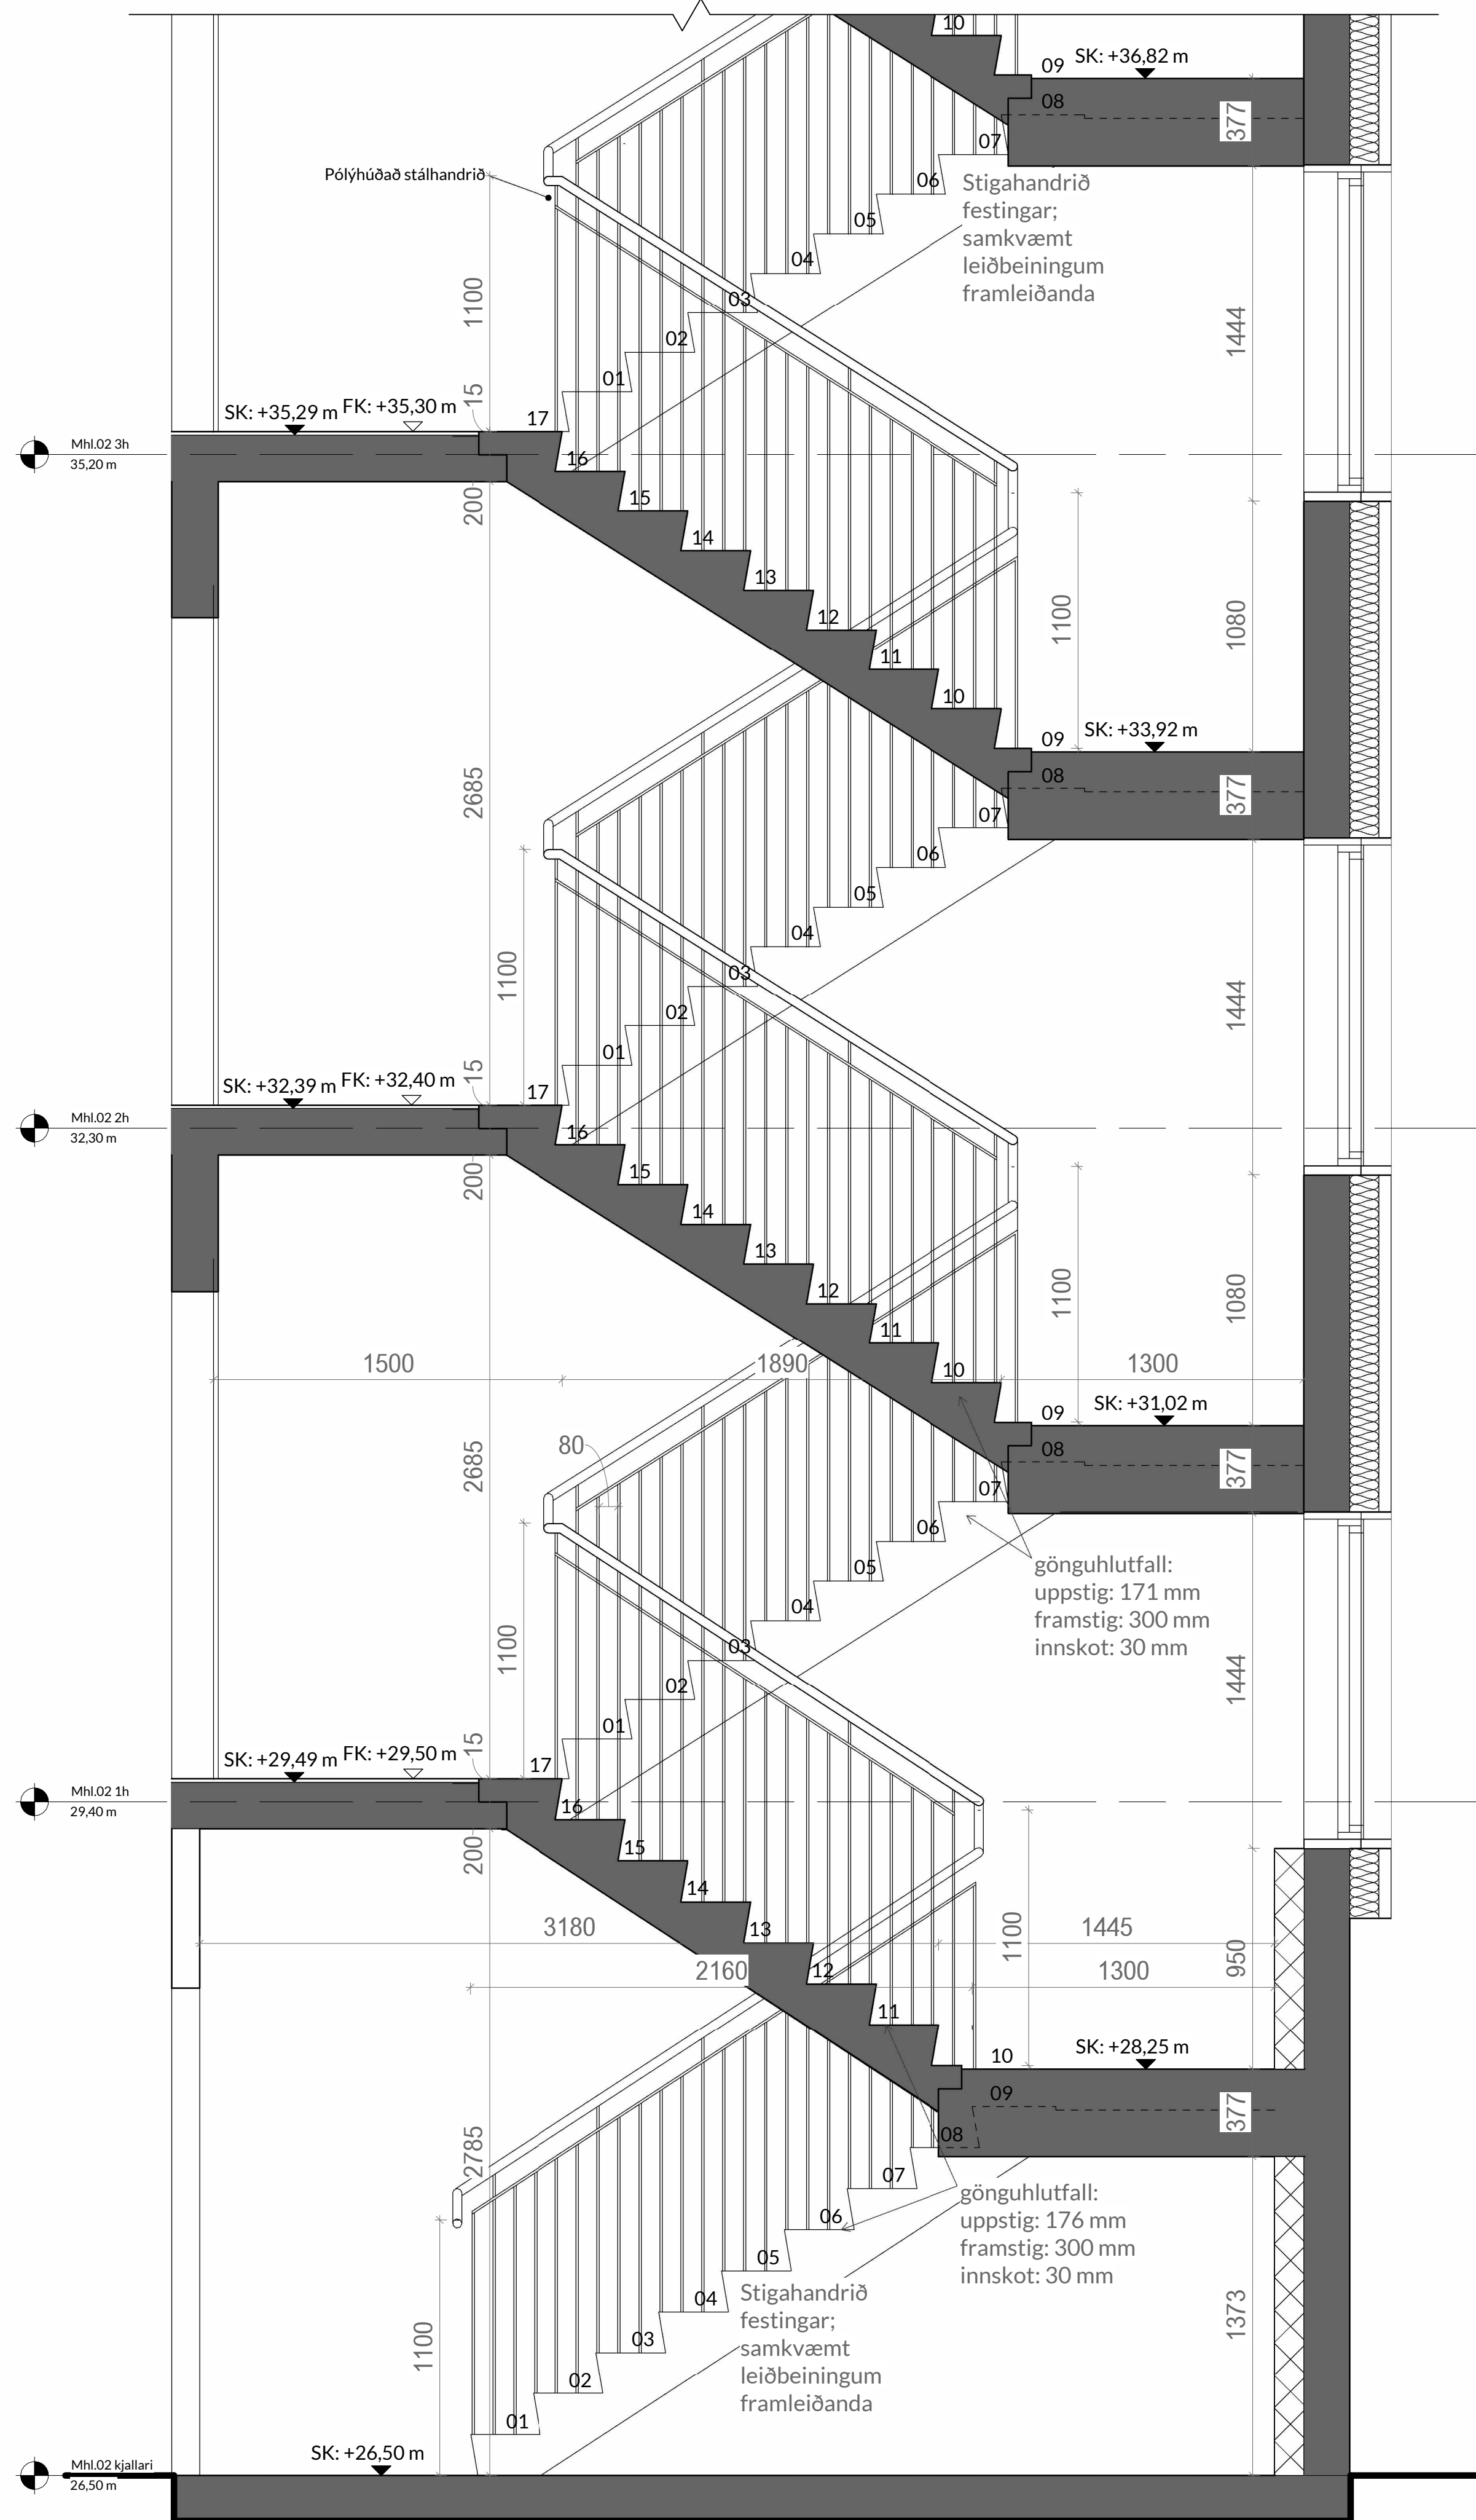 10
09
SK: +36,82 m
08
377
07
Pólýhúðað stálhandrið
06
Stigahandrið
festingar;
samkvæmt
leiðbeiningum
framleiðanda
05
04
03
1100
1444
02
01
15
SK: +35,29 m
FK: +35,30 m
17
Mhl.02 3h
35,20 m
16
200
15
14
13
12
1100
1080
11
10
09
SK: +33,92 m
08
377
2685
07
06
05
04
03
1100
1444
02
01
15
SK: +32,39 m
FK: +32,40 m
17
Mhl.02 2h
32,30 m
16
200
15
14
13
12
1100
1080
11
1500
1890
10
1300
09
SK: +31,02 m
80
08
377
2685
07
06
gönguhlutfall:
uppstig: 171 mm
framstig: 300 mm
innskot: 30 mm
05
04
03
1100
1444
02
01
15
SK: +29,49 m
FK: +29,50 m
17
Mhl.02 1h
29,40 m
16
200
15
14
3180
13
1100
1445
950
2160
12
1300
11
10
SK: +28,25 m
09
377
08
2785
07
gönguhlutfall:
uppstig: 176 mm
framstig: 300 mm
innskot: 30 mm
06
05
Stigahandrið
festingar;
samkvæmt
leiðbeiningum
framleiðanda
04
03
1100
1373
02
01
SK: +26,50 m
Mhl.02 kjallari
26,50 m